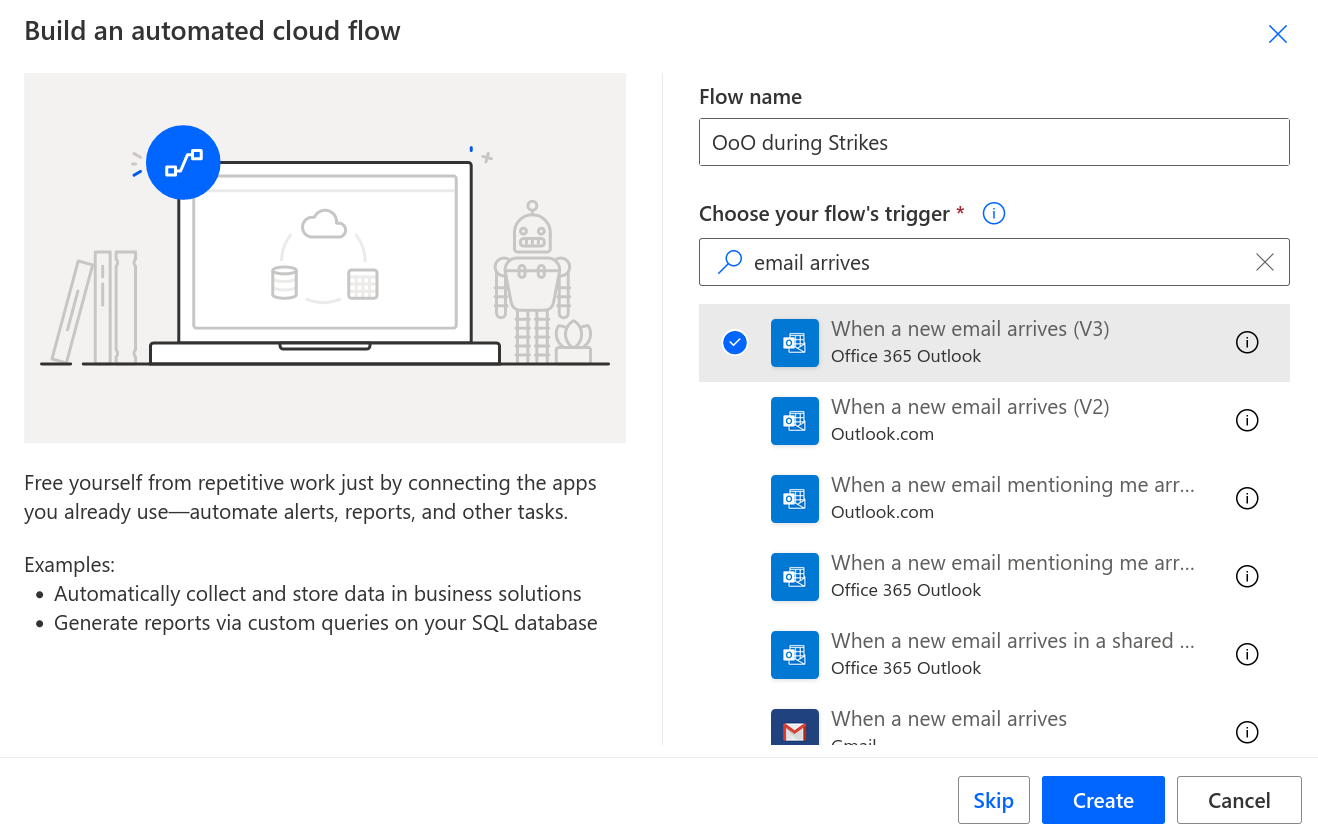 Build an automated cloud flow
Free yourself from repetitive work just by connecting the apps
you already use—automate alerts, reports, and other tasks.
Examples:
• Automatically collect and store data in business solutions
• Generate reports via custom queries on your SQL database
Flow name
OoO during Strikes
Choose your flow's trigger *
email arrives
When a new email arrives (V3)
Office 365 Outlook
When a new email arrives (V2)
Outlook.com
When a new email mentioning me arr...
Outlook.com
When a new email mentioning me arr...
Office 365 Outlook
When a new email arrives in a shared ...
Office 365 Outlook
When a new email arrives
Gmail
Skip
Create
Cancel